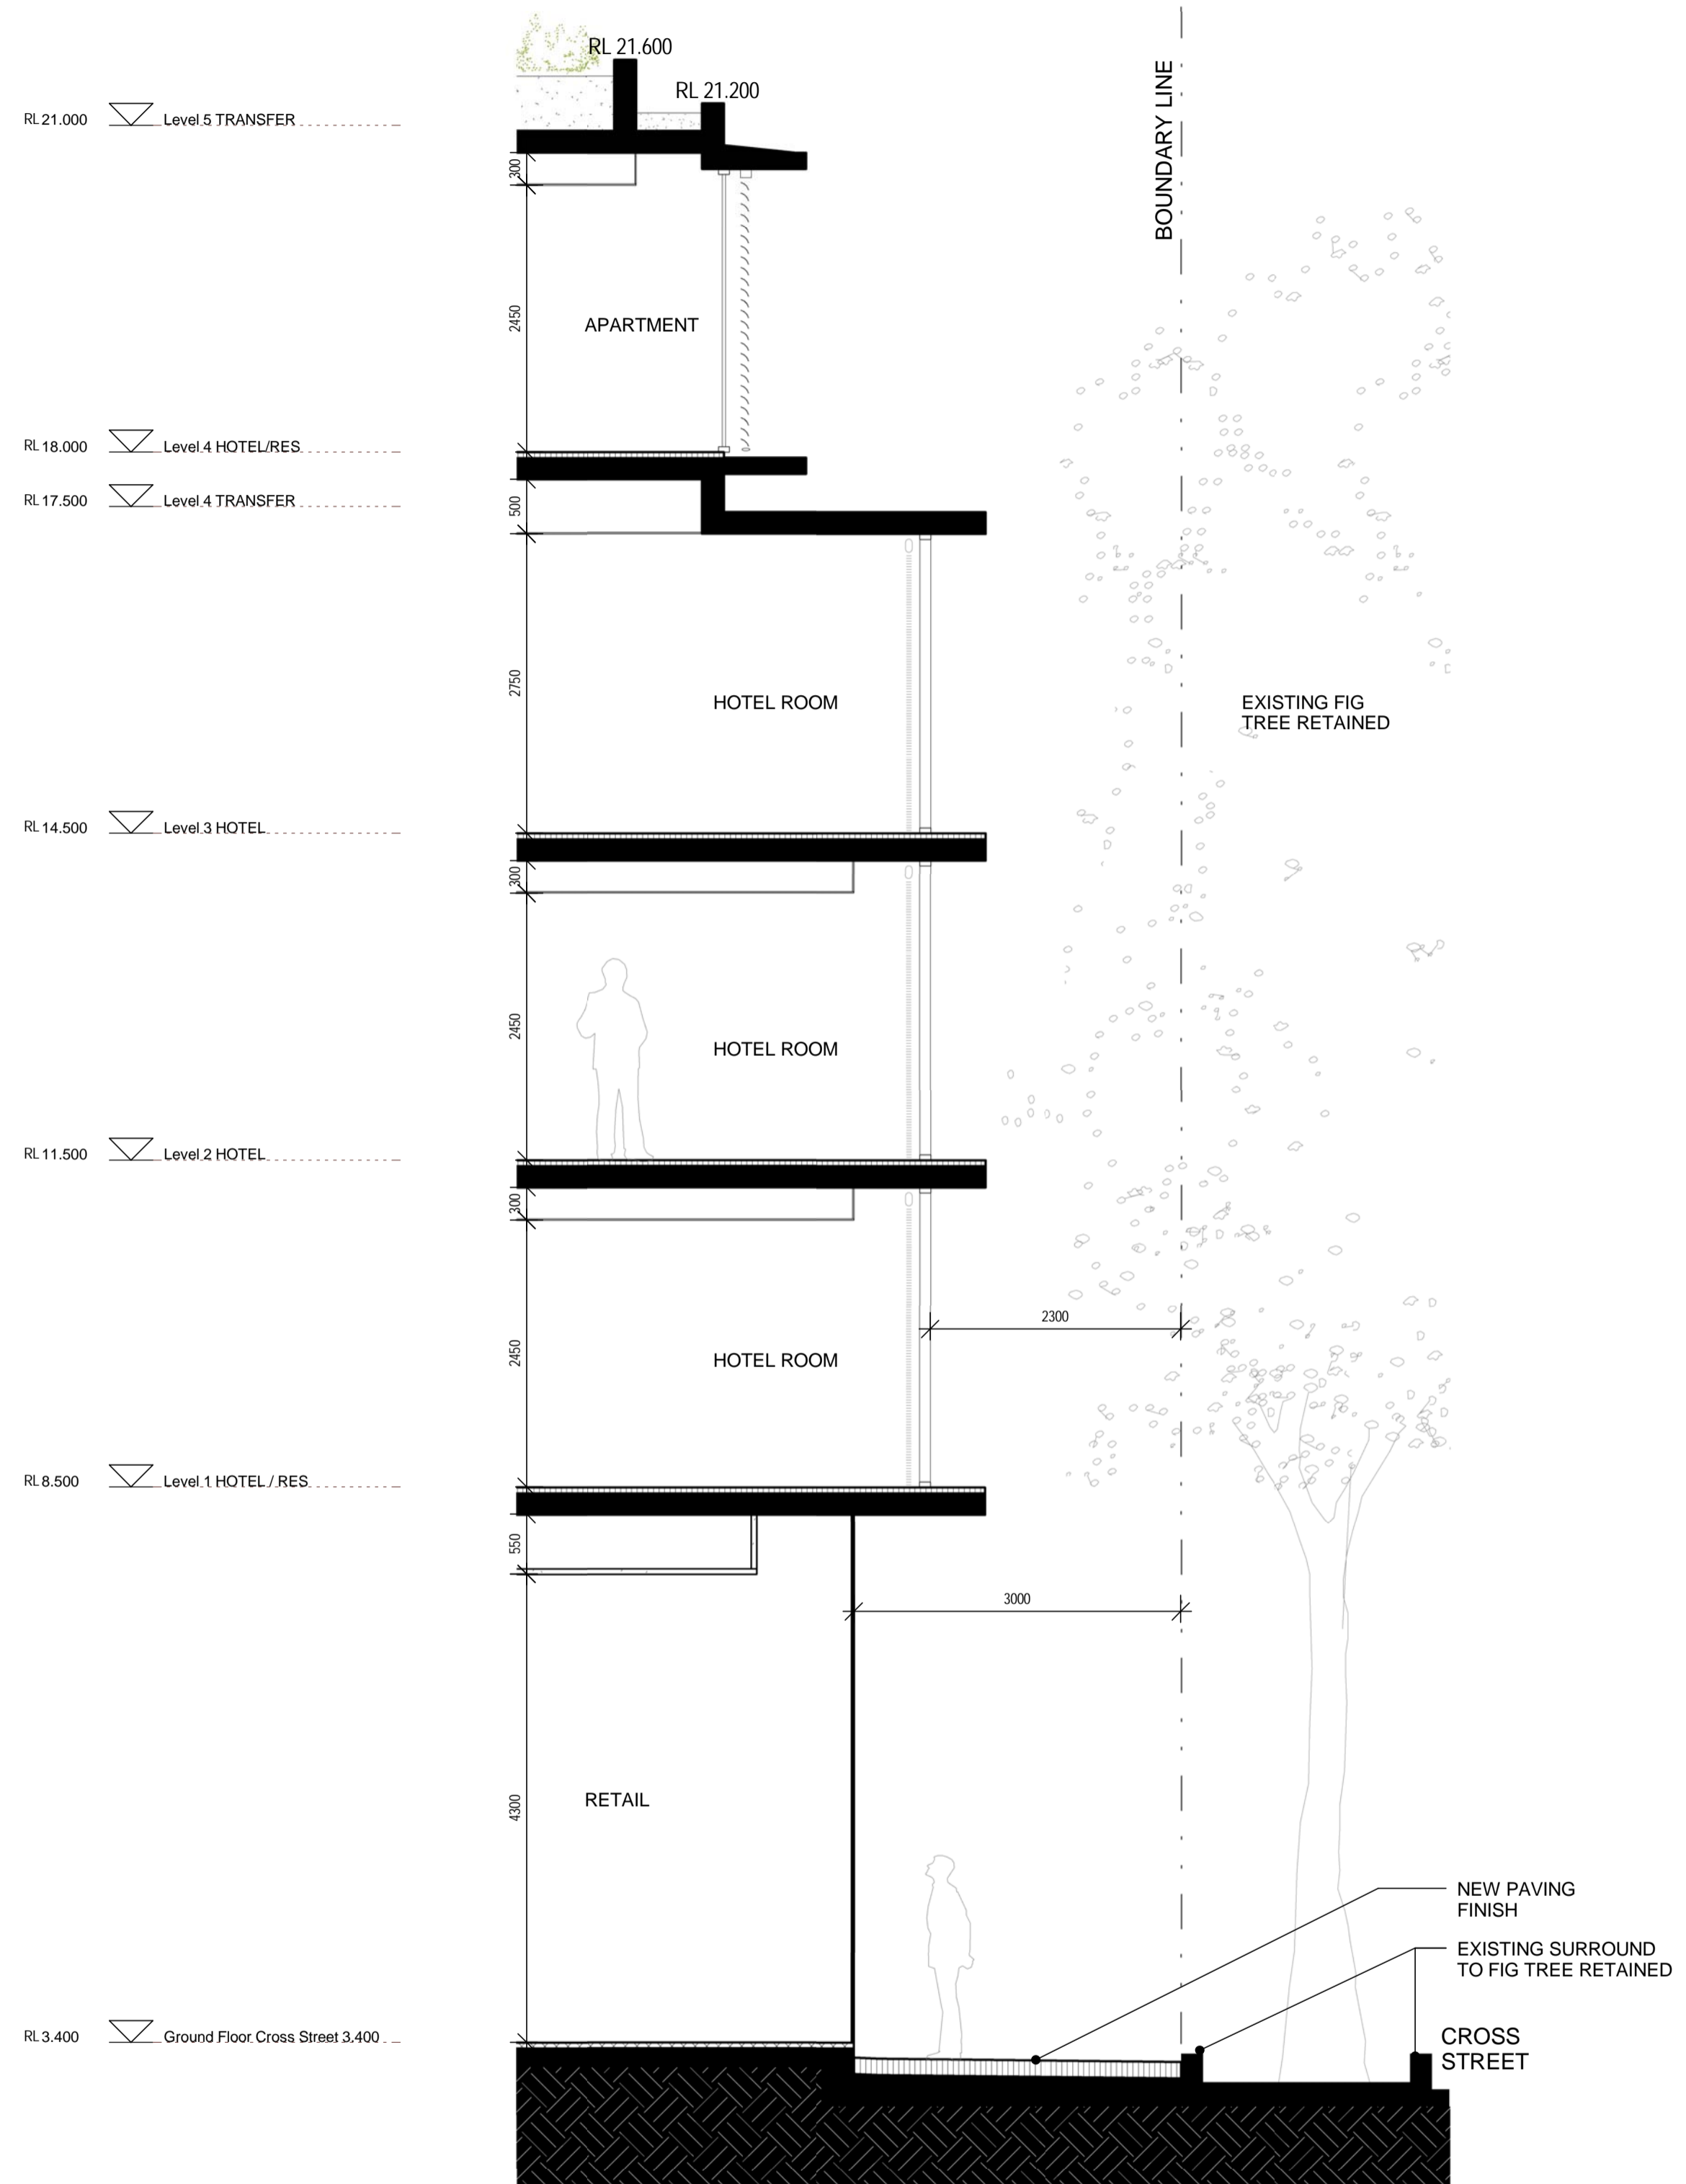 RL 21.600
RL 21.200
BOUNDARY LINE
RL 21.000 Level 5 TRANSFER
300
2450
APARTMENT
RL 18.000 Level 4 HOTEL/RES
RL 17.500 Level 4 TRANSFER
500
2750
HOTEL ROOM
EXISTING FIG
TREE RETAINED
RL 14.500 Level 3 HOTEL
300
2450
HOTEL ROOM
RL 11.500 Level 2 HOTEL
300
2300
2450
HOTEL ROOM
RL 8.500 Level 1 HOTEL / RES
550
3000
4300
RETAIL
NEW PAVING
FINISH
EXISTING SURROUND
TO FIG TREE RETAINED
RL 3.400 Ground Floor Cross Street 3.400
CROSS
STREET